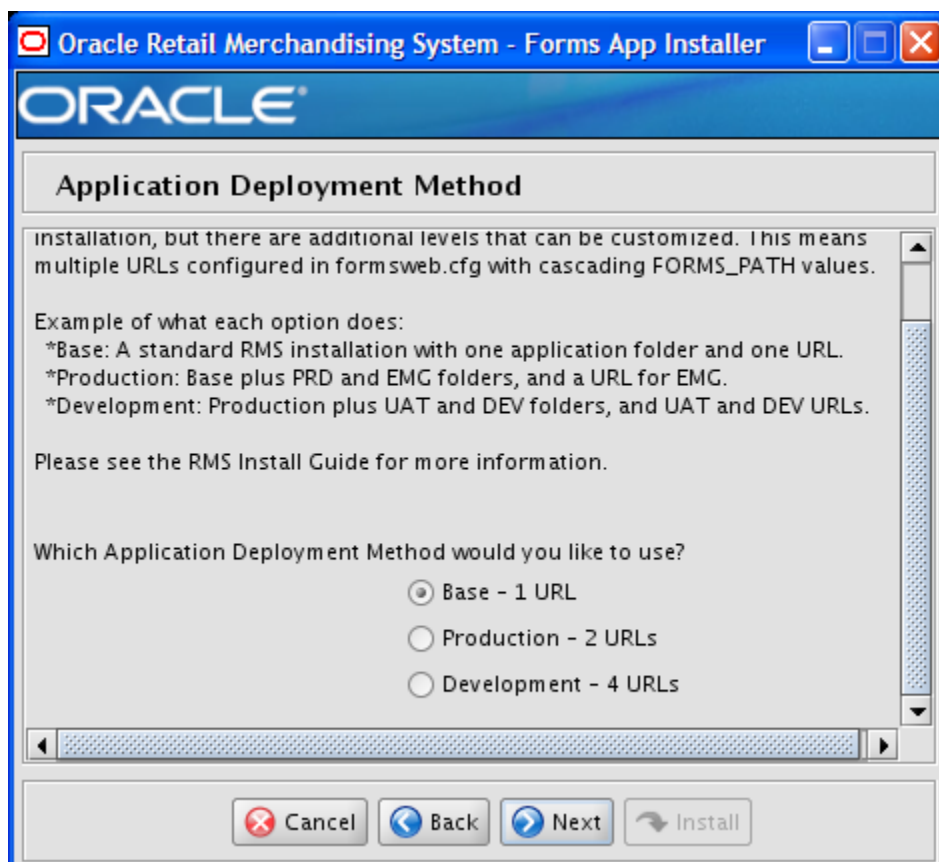 Oracle Retail Merchandising System - Forms App Installer
ORACLE
Application Deployment Method
installation, but there are additional levels that can be customized. This means
multiple URLs configured in formsweb.cfg with cascading FORMS_PATH values.
Example of what each option does:
*Base: A standard RMS installation with one application folder and one URL.
*Production: Base plus PRD and EMG folders, and a URL for EMG.
*Development: Production plus UAT and DEV folders, and UAT and DEV URLs.
Please see the RMS Install Guide for more information.
Which Application Deployment Method would you like to use?
Base - 1 URL
Production - 2 URLs
Development - 4 URLs
Cancel Back Next Install